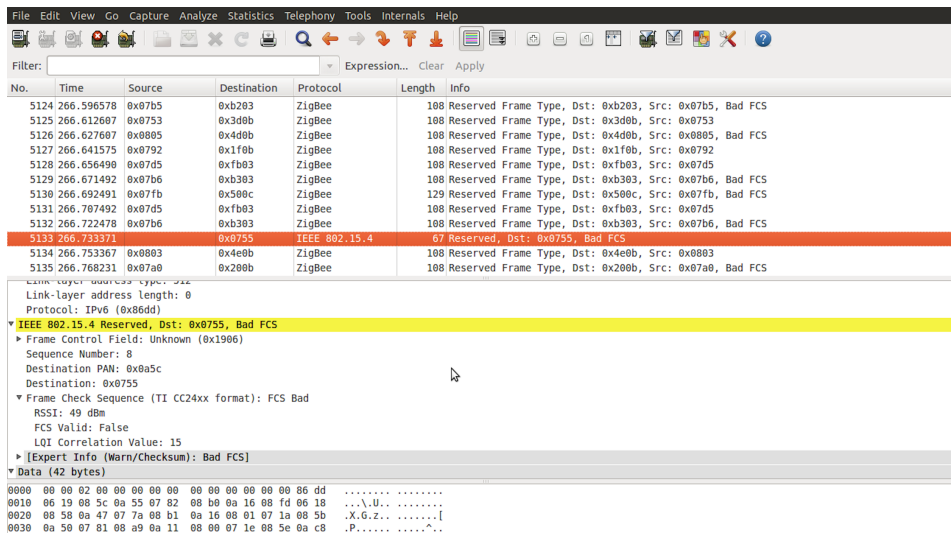 File Edit View Go Capture Analyze Statistics Telephony Tools Internals Help
Filter: Expression... Clear Apply
No. Time Source Destination Protocol Length Info
5124 266.596578 0x07b5 0xb203 ZigBee 108 Reserved Frame Type, Dst: 0xb203, Src: 0x07b5, Bad FCS
5125 266.612607 0x0753 0x3d0b ZigBee 108 Reserved Frame Type, Dst: 0x3d0b, Src: 0x0753
5126 266.627607 0x0805 0x4d0b ZigBee 108 Reserved Frame Type, Dst: 0x4d0b, Src: 0x0805, Bad FCS
5127 266.641575 0x0792 0x1f0b ZigBee 108 Reserved Frame Type, Dst: 0x1f0b, Src: 0x0792
5128 266.656490 0x07d5 0xfb03 ZigBee 108 Reserved Frame Type, Dst: 0xfb03, Src: 0x07d5
5129 266.671492 0x07b6 0xb303 ZigBee 108 Reserved Frame Type, Dst: 0xb303, Src: 0x07b6, Bad FCS
5130 266.692491 0x07fb 0x500c ZigBee 129 Reserved Frame Type, Dst: 0x500c, Src: 0x07fb, Bad FCS
5131 266.707492 0x07d5 0xfb03 ZigBee 108 Reserved Frame Type, Dst: 0xfb03, Src: 0x07d5
5132 266.722478 0x07b6 0xb303 ZigBee 108 Reserved Frame Type, Dst: 0xb303, Src: 0x07b6, Bad FCS
5133 266.733371 0x0755 IEEE 802.15.4 67 Reserved, Dst: 0x0755, Bad FCS
5134 266.753367 0x0803 0x4e0b ZigBee 108 Reserved Frame Type, Dst: 0x4e0b, Src: 0x0803
5135 266.768231 0x07a0 0x200b ZigBee 108 Reserved Frame Type, Dst: 0x200b, Src: 0x07a0, Bad FCS
Link-layer address type: 512
Link-layer address length: 0
Protocol: IPv6 (0x86dd)
IEEE 802.15.4 Reserved, Dst: 0x0755, Bad FCS
Frame Control Field: Unknown (0x1906)
Sequence Number: 8
Destination PAN: 0x0a5c
Destination: 0x0755
Frame Check Sequence (TI CC24xx format): FCS Bad
RSSI: 49 dBm
FCS Valid: False
LQI Correlation Value: 15
[Expert Info (Warn/Checksum): Bad FCS]
Data (42 bytes)
0000 00 00 02 00 00 00 00 00 00 00 00 00 00 00 86 dd ........ ........
0010 06 19 08 5c 0a 55 07 82 08 b0 0a 16 08 fd 06 18 ...\.U.. ........
0020 08 58 0a 47 07 7a 08 b1 0a 16 08 01 07 1a 08 5b .X.G.z.. .......[
0030 0a 50 07 81 08 a9 0a 11 08 00 07 1e 08 5e 0a c8 .P...... .....^..